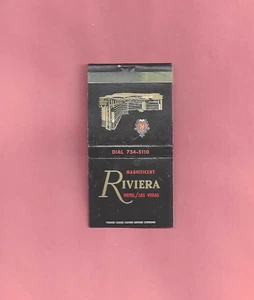 DIAL 734-5110
MAGNIFICENT
RIVIERA
HOTEL/LAS VEGAS